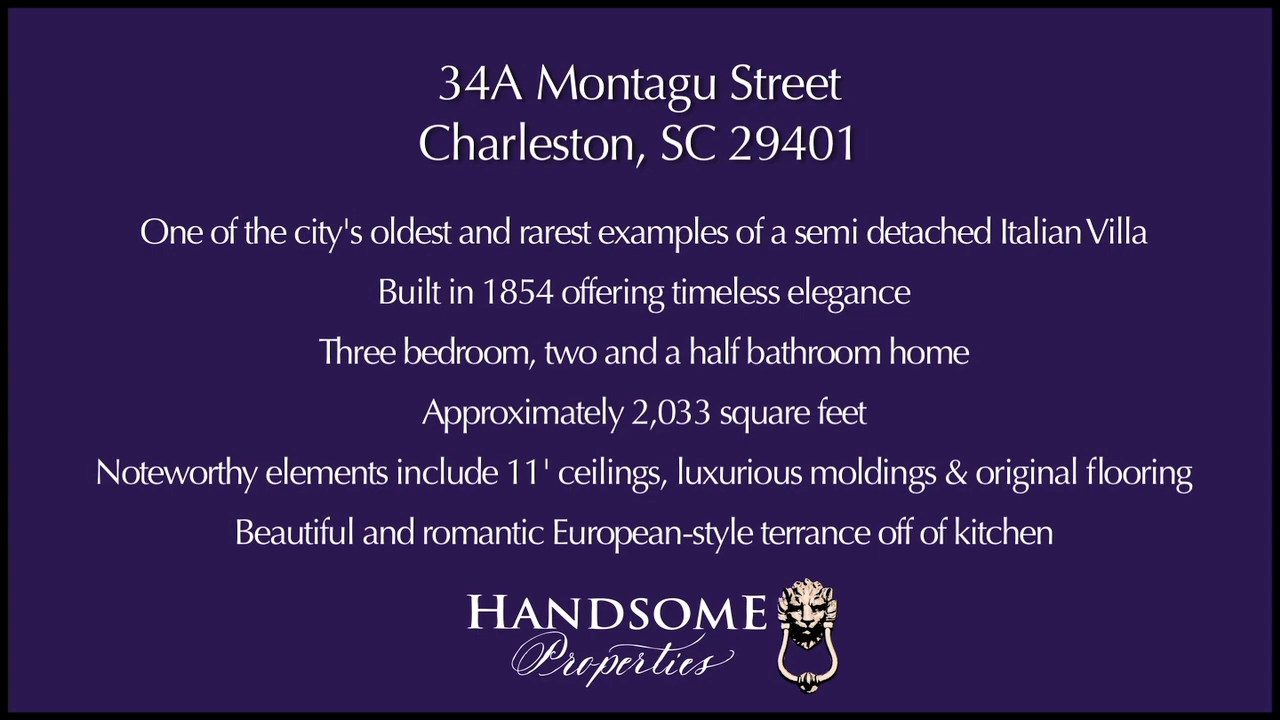 34A Montagu Street
Charleston, SC 29401
One of the city's oldest and rarest examples of a semi detached Italian Villa
Built in 1854 offering timeless elegance
Three bedroom, two and a half bathroom home
Approximately 2,033 square feet
Noteworthy elements include 11' ceilings, luxurious moldings & original flooring
Beautiful and romantic European-style terrance off of kitchen
HANDSOME
Properties